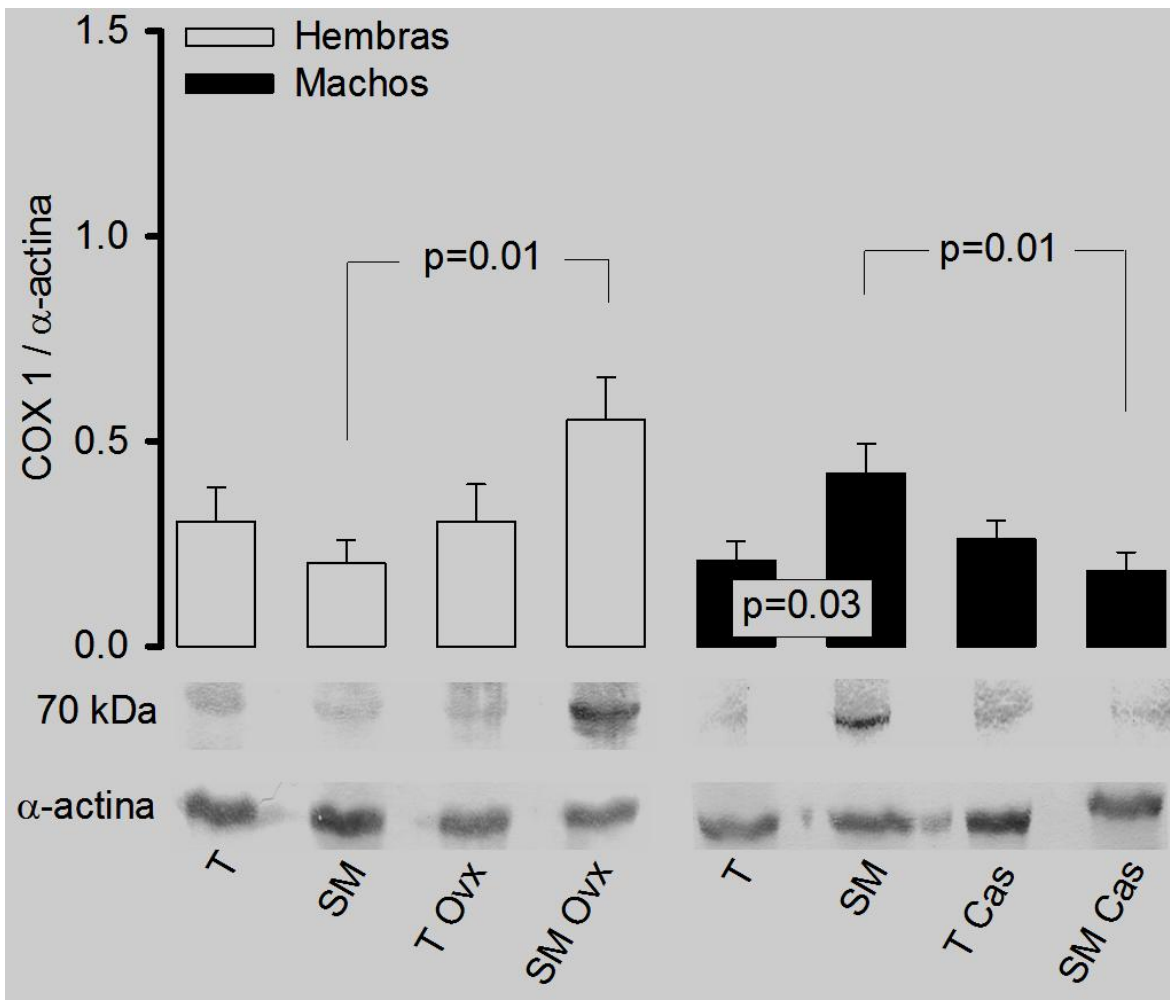 1.5
Hembras
Machos
1.0
p=0.01
p=0.01
COX 1 / α-actina
0.5
p=0.03
0.0
70 kDa
α-actina
T
SM
T Ovx
SM Ovx
T
SM
T Cas
SM Cas